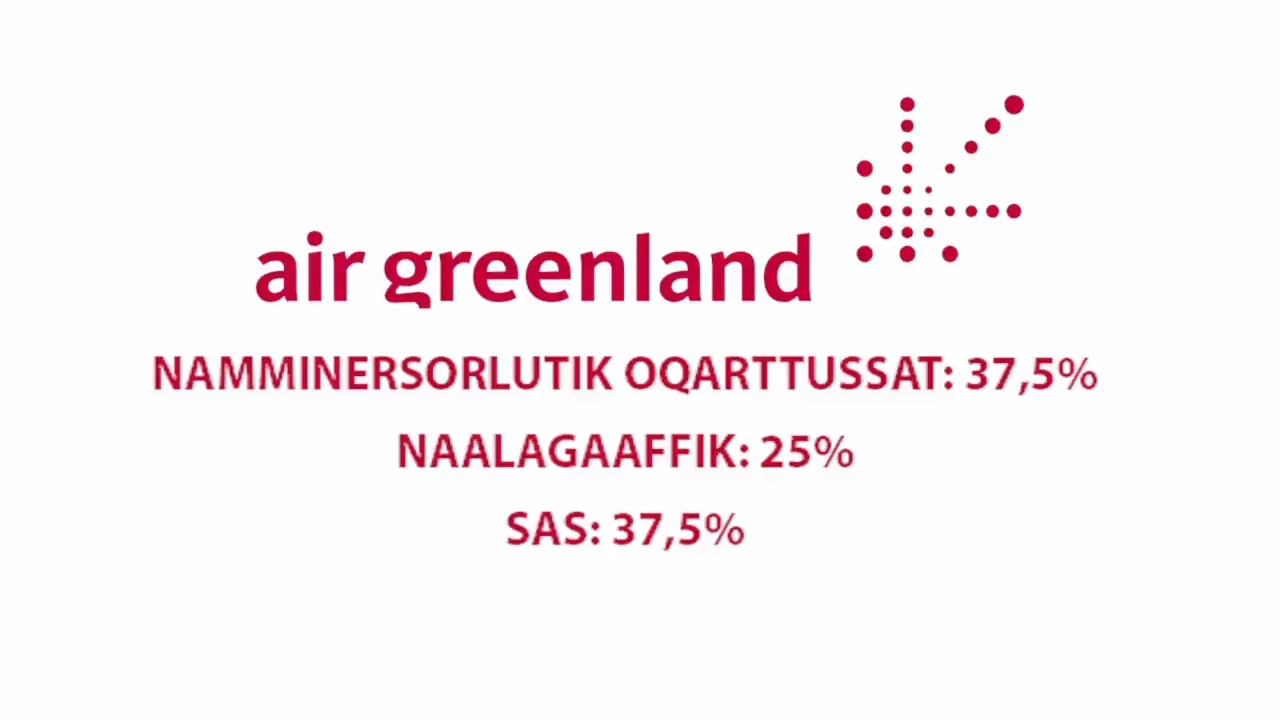 air greenland
NAMMINERSORLUTIK OQARTTUSSAT: 37,5%
NAALAGAAFFIK: 25%
SAS: 37,5%